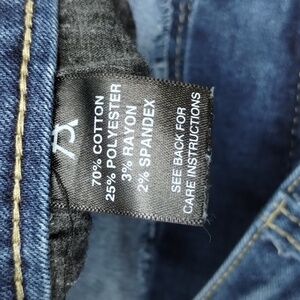 70% COTTON
25% POLYESTER
3% RAYON
2% SPANDEX
SEE BACK FOR
CARE INSTRUCTIONS